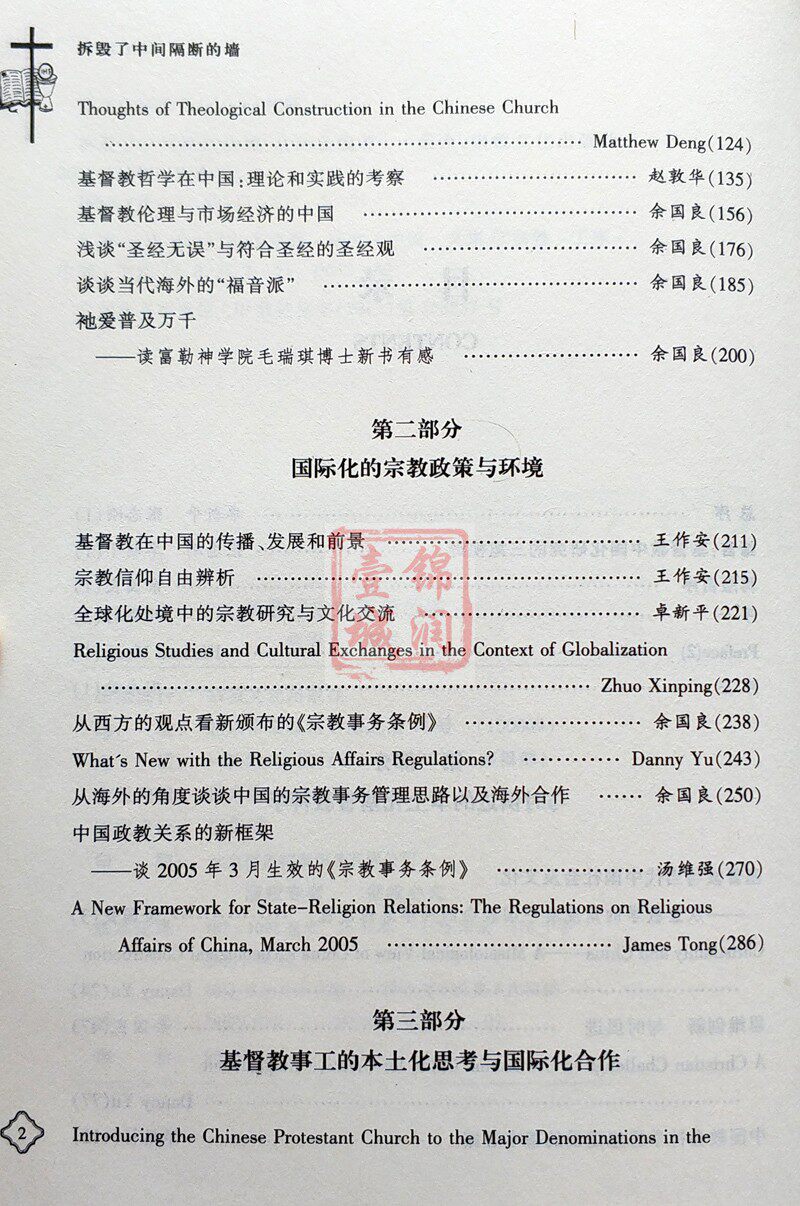 拆毁了中间隔断的墙
Thoughts of Theological Construction in the Chinese Church
………………………………………………………… Matthew Deng(124)
基督教哲学在中国:理论和实践的考察 ………………………… 赵敦华(135)
基督教伦理与市场经济的中国 ………………………………… 余国良(156)
浅谈“圣经无误”与符合圣经的圣经观 ………………………… 余国良(176)
谈谈当代海外的“福音派” ……………………………………… 余国良(185)
祂爱普及万千
——读富勒神学院毛瑞琪博士新书有感 …………………… 余国良(200)
第二部分
国际化的宗教政策与环境
基督教在中国的传播、发展和前景 ……………………………… 王作安(211)
宗教信仰自由辨析 ……………………………………………… 王作安(215)
全球化处境中的宗教研究与文化交流 ………………………… 卓新平(221)
Religious Studies and Cultural Exchanges in the Context of Globalization
………………………………………………………… Zhuo Xinping(228)
从西方的观点看新颁布的《宗教事务条例》 …………………… 余国良(238)
What´s New with the Religious Affairs Regulations? ………… Danny Yu(243)
从海外的角度谈谈中国的宗教事务管理思路以及海外合作 …… 余国良(250)
中国政教关系的新框架
——谈 2005 年 3 月生效的《宗教事务条例》 ……………… 汤维强(270)
A New Framework for State-Religion Relations: The Regulations on Religious
Affairs of China, March 2005 ………………………… James Tong(286)
第三部分
基督教事工的本土化思考与国际化合作
2
Introducing the Chinese Protestant Church to the Major Denominations in the
锦润
壹城